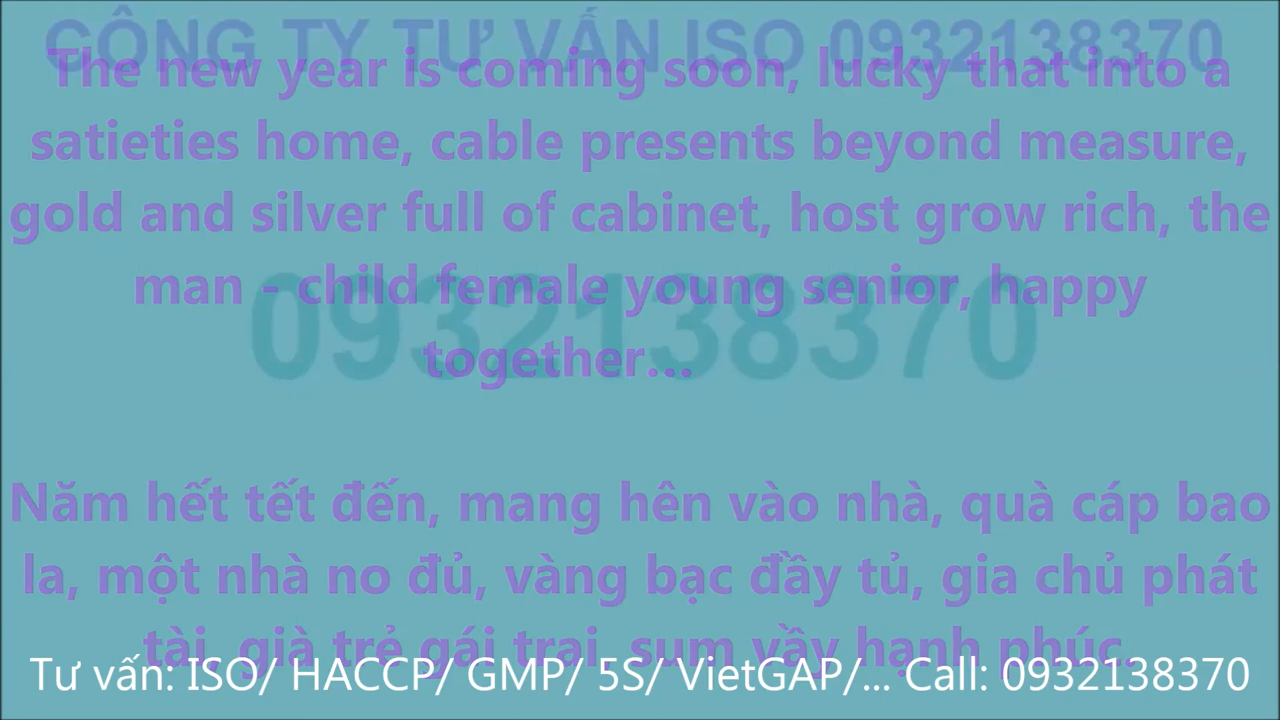 CÔNG TY TƯ VẤN ISO 0932138370
The new year is coming soon, lucky that into a
satieties home, cable presents beyond measure,
gold and silver full of cabinet, host grow rich, the
man - child female young senior, happy
0932138370
together...
Năm hết tết đến, mang hên vào nhà, quà cáp bao
la, một nhà no đủ, vàng bạc đầy tủ, gia chủ phát
tài, già trẻ gái trai, sum vầy hạnh phúc.
Tư vấn: ISO/ HACCP/ GMP/ 5S/ VietGAP/... Call: 0932138370